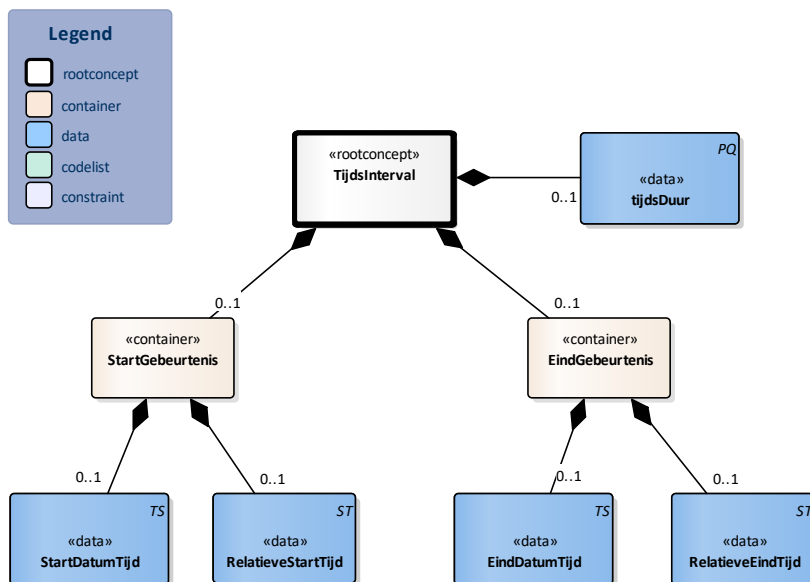 Legend
rootconcept
container
data
codelist
constraint
«rootconcept»
TijdsInterval
PQ
«data»
tijdsDuur
0..1
0..1
0..1
«container»
StartGebeurtenis
«container»
EindGebeurtenis
0..1
0..1
0..1
0..1
TS
«data»
StartDatumTijd
ST
«data»
RelatieveStartTijd
TS
«data»
EindDatumTijd
ST
«data»
RelatieveEindTijd